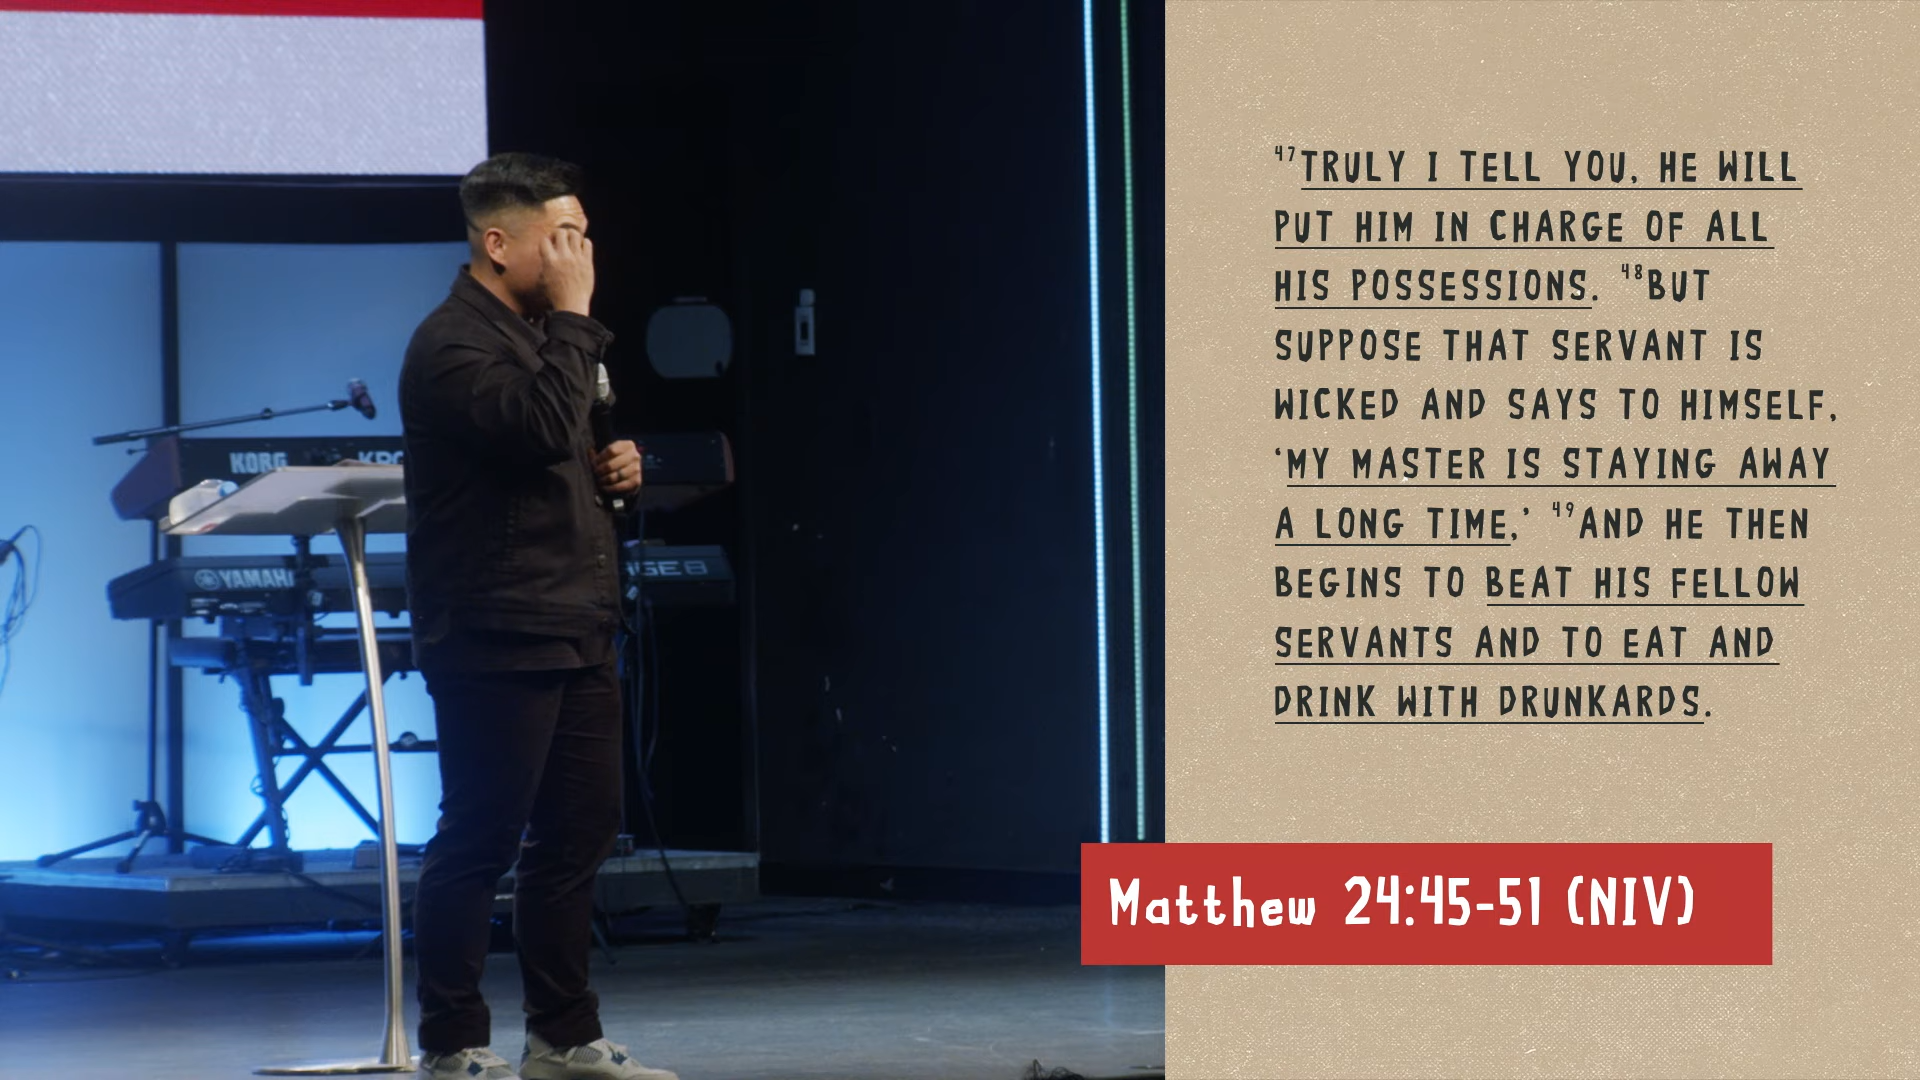 KORG
KRO
YAMAHA
GE8
47TRULY I TELL YOU, HE WILL
PUT HIM IN CHARGE OF ALL
HIS POSSESSIONS. 48BUT
SUPPOSE THAT SERVANT IS
WICKED AND SAYS TO HIMSELF,
‘MY MASTER IS STAYING AWAY
A LONG TIME,’ 49AND HE THEN
BEGINS TO BEAT HIS FELLOW
SERVANTS AND TO EAT AND
DRINK WITH DRUNKARDS.
Matthew 24:45-51 (NIV)